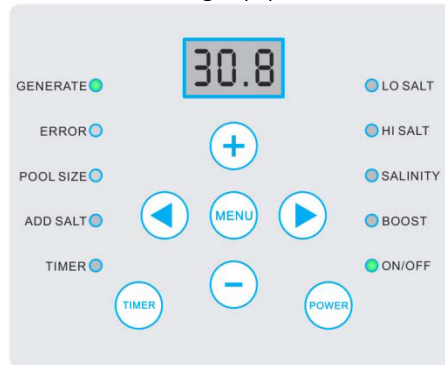 30.8
GENERATE
ERROR
POOL SIZE
ADD SALT
TIMER
LO SALT
HI SALT
SALINITY
BOOST
ON/OFF
+
MENU
−
TIMER
POWER